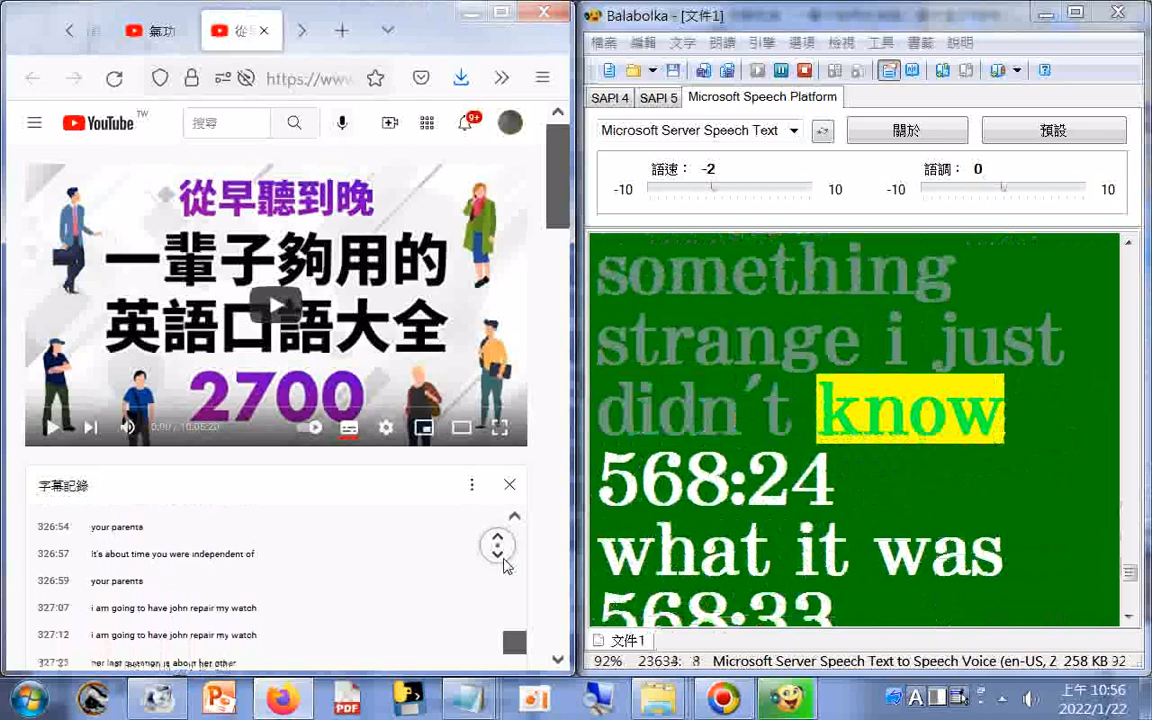 氣功
https://www.
YouTube TW
搜尋
9+
從早聽到晚
一輩子夠用的
英語口語大全
2700
0:00 / 10:05:20
字幕記錄
326:54 your parents
326:57 it's about time you were independent of
326:59 your parents
327:07 i am going to have john repair my watch
327:12 i am going to have john repair my watch
327:23 her last question is about her other
Balabolka - [文件1]
檔案 編輯 文字 朗讀 引擎 選項 檢視 工具 書籤 說明
SAPI 4 SAPI 5 Microsoft Speech Platform
Microsoft Server Speech Text 關於 預設
語速： -2 語調： 0
-10 10 -10 10
something
strange i just
didn´t know
568:24
what it was
568:33
文件1
92% Microsoft Server Speech Text to Speech Voice (en-US, Z 258 KB
PDF
A
上午 10:56
2022/1/22